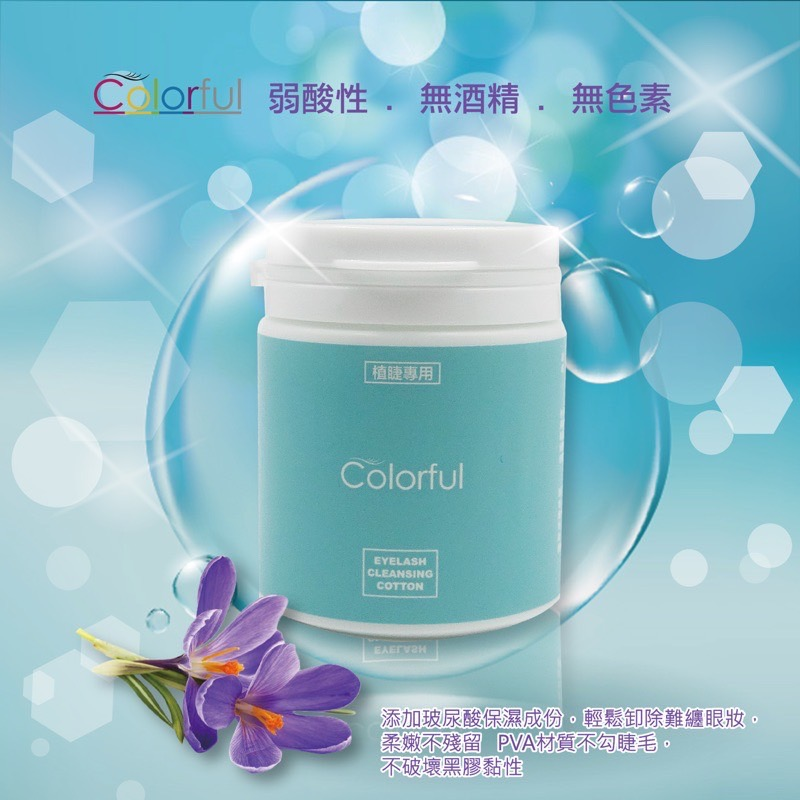 Colorful 弱酸性 . 無酒精 . 無色素
植睫專用
Colorful
EYELASH
CLEANSING
COTTON
添加玻尿酸保濕成份，輕鬆卸除難纏眼妝，
柔嫩不殘留 PVA材質不勾睫毛，
不破壞黑膠黏性